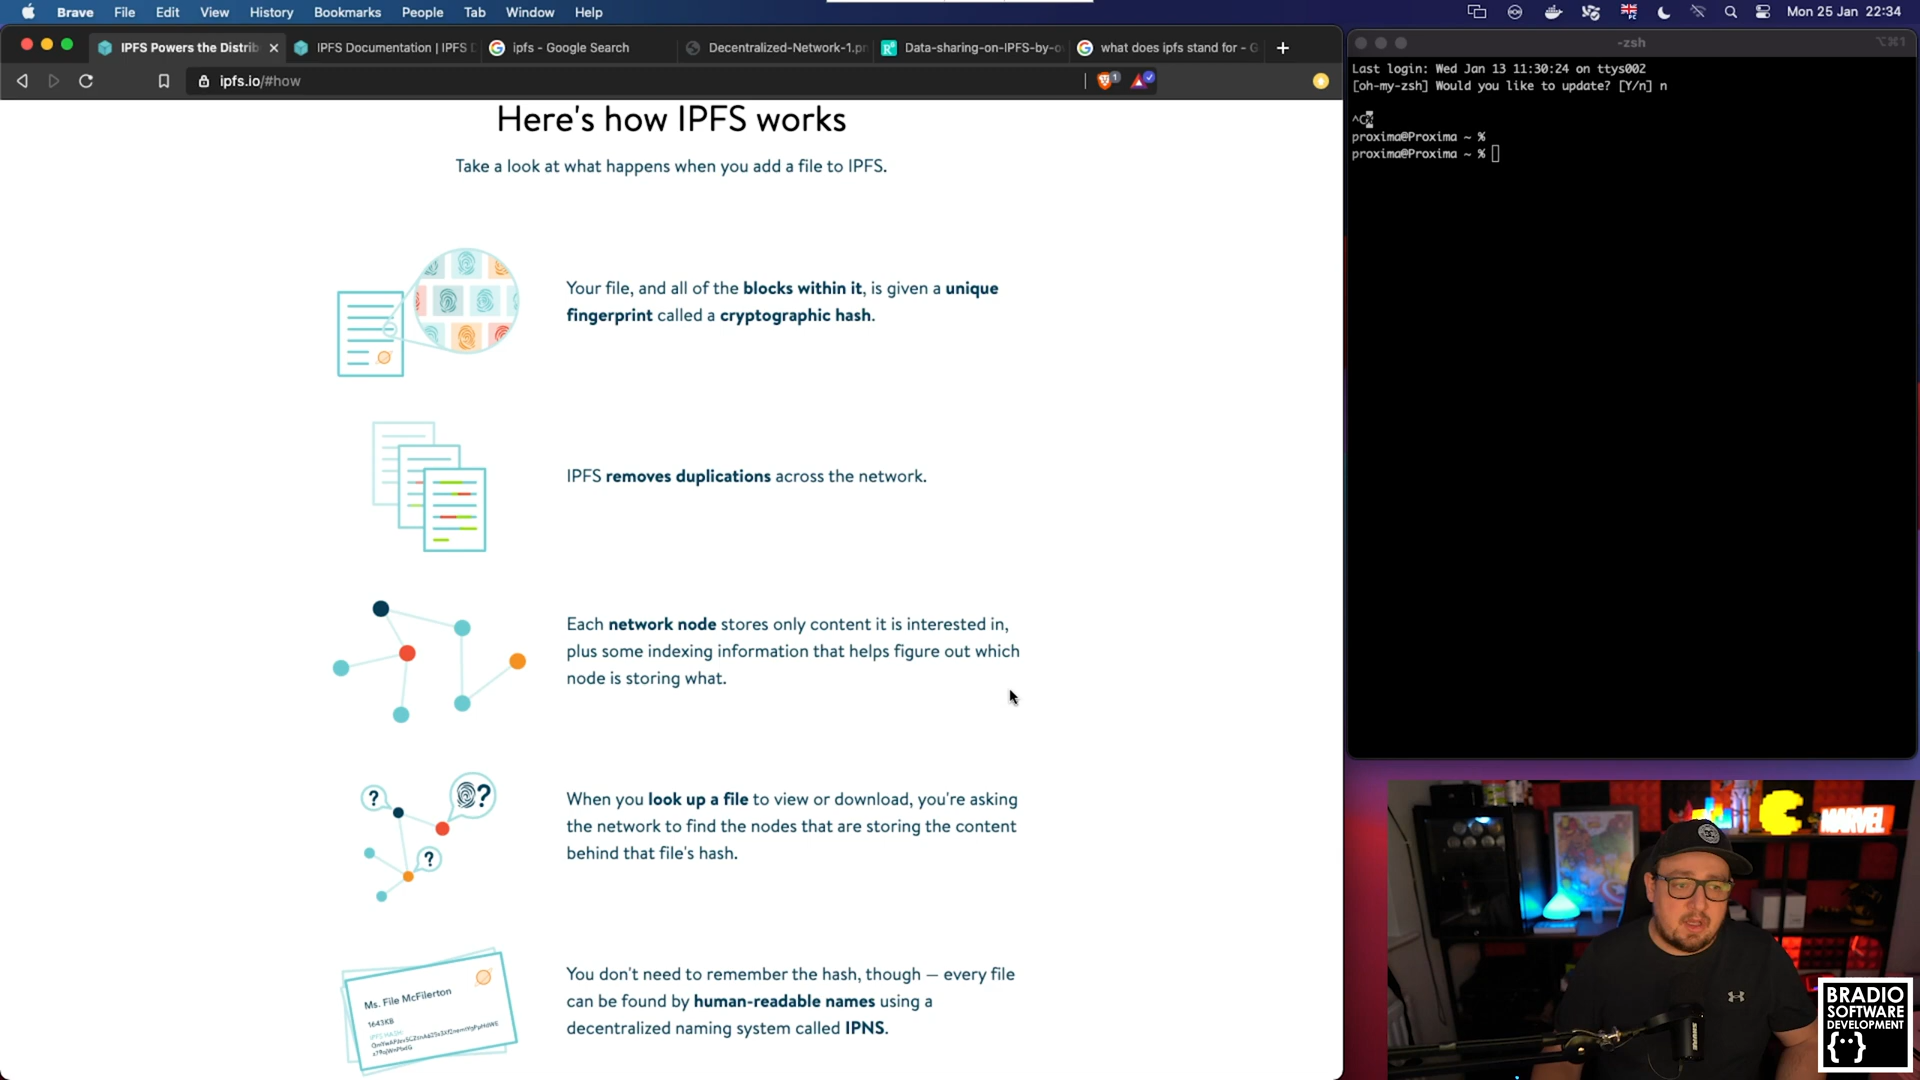 Brave File Edit View History Bookmarks People Tab Window Help
Mon 25 Jan 22:34
IPFS Powers the Distrib
IPFS Documentation | IPFS D
ipfs - Google Search
Decentralized-Network-1.pn
Data-sharing-on-IPFS-by-o
what does ipfs stand for - G
ipfs.io/#how
Here's how IPFS works
Take a look at what happens when you add a file to IPFS.
Your file, and all of the blocks within it, is given a unique
fingerprint called a cryptographic hash.
IPFS removes duplications across the network.
Each network node stores only content it is interested in,
plus some indexing information that helps figure out which
node is storing what.
?
?
?
When you look up a file to view or download, you're asking
the network to find the nodes that are storing the content
behind that file's hash.
Ms. File McFilerton
1643KB
IPFS HASH:
You don't need to remember the hash, though — every file
can be found by human-readable names using a
decentralized naming system called IPNS.
-zsh
⌥⌘1
Last login: Wed Jan 13 11:30:24 on ttys002
[oh-my-zsh] Would you like to update? [Y/n] n
proxima@Proxima ~ %
proxima@Proxima ~ %
MARVEL
SHURE
BRADIO
SOFTWARE
DEVELOPMENT
{··}